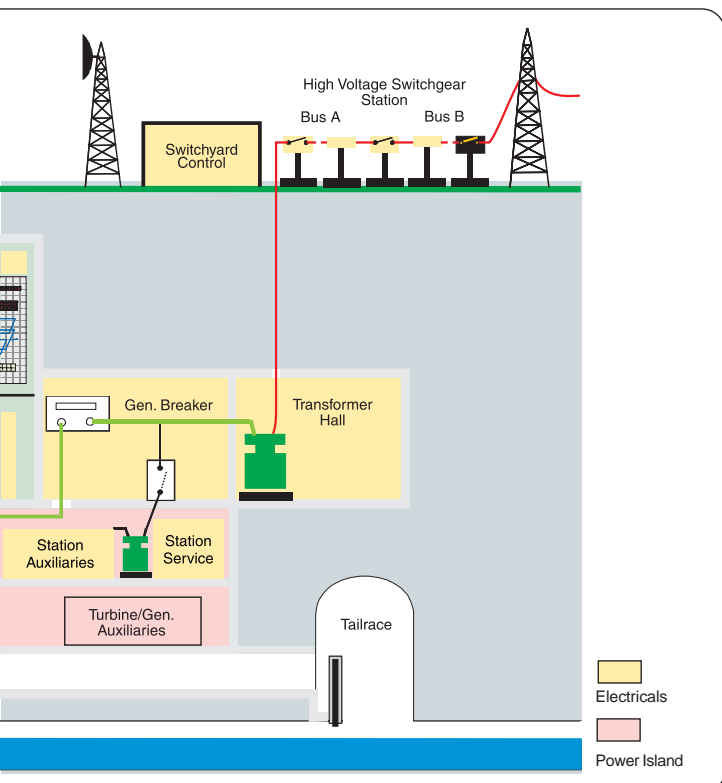 High Voltage Switchgear
Station
Bus A
Bus B
Switchyard
Control
Gen. Breaker
Transformer
Hall
Station
Auxiliaries
Station
Service
Turbine/Gen.
Auxiliaries
Tailrace
Electricals
Power Island